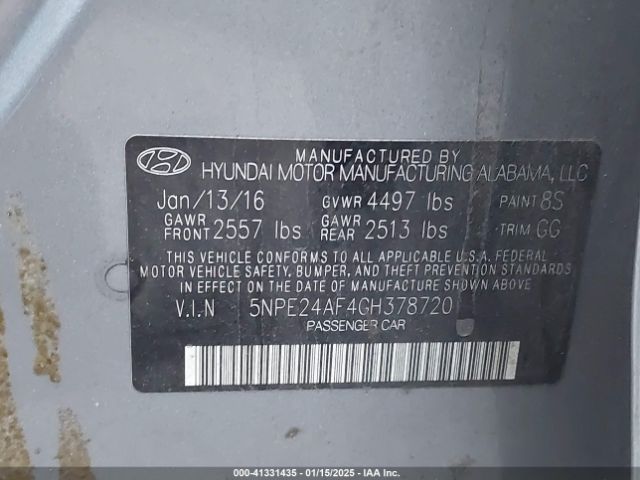 MANUFACTURED BY
HYUNDAI MOTOR MANUFACTURING ALABAMA, LLC
Jan/13/16 GVWR 4497 lbs PAINT 8S
GAWR FRONT 2557 lbs GAWR REAR 2513 lbs TRIM GG
THIS VEHICLE CONFORMS TO ALL APPLICABLE U.S.A. FEDERAL
MOTOR VEHICLE SAFETY, BUMPER, AND THEFT PREVENTION
STANDARDS IN EFFECT ON THE DATE OF MANUFACTURE SHOWN ABOVE
V.I.N 5NPE24AF4GH378720
PASSENGER CAR
000-41331435 - 01/15/2025 - IAA Inc.